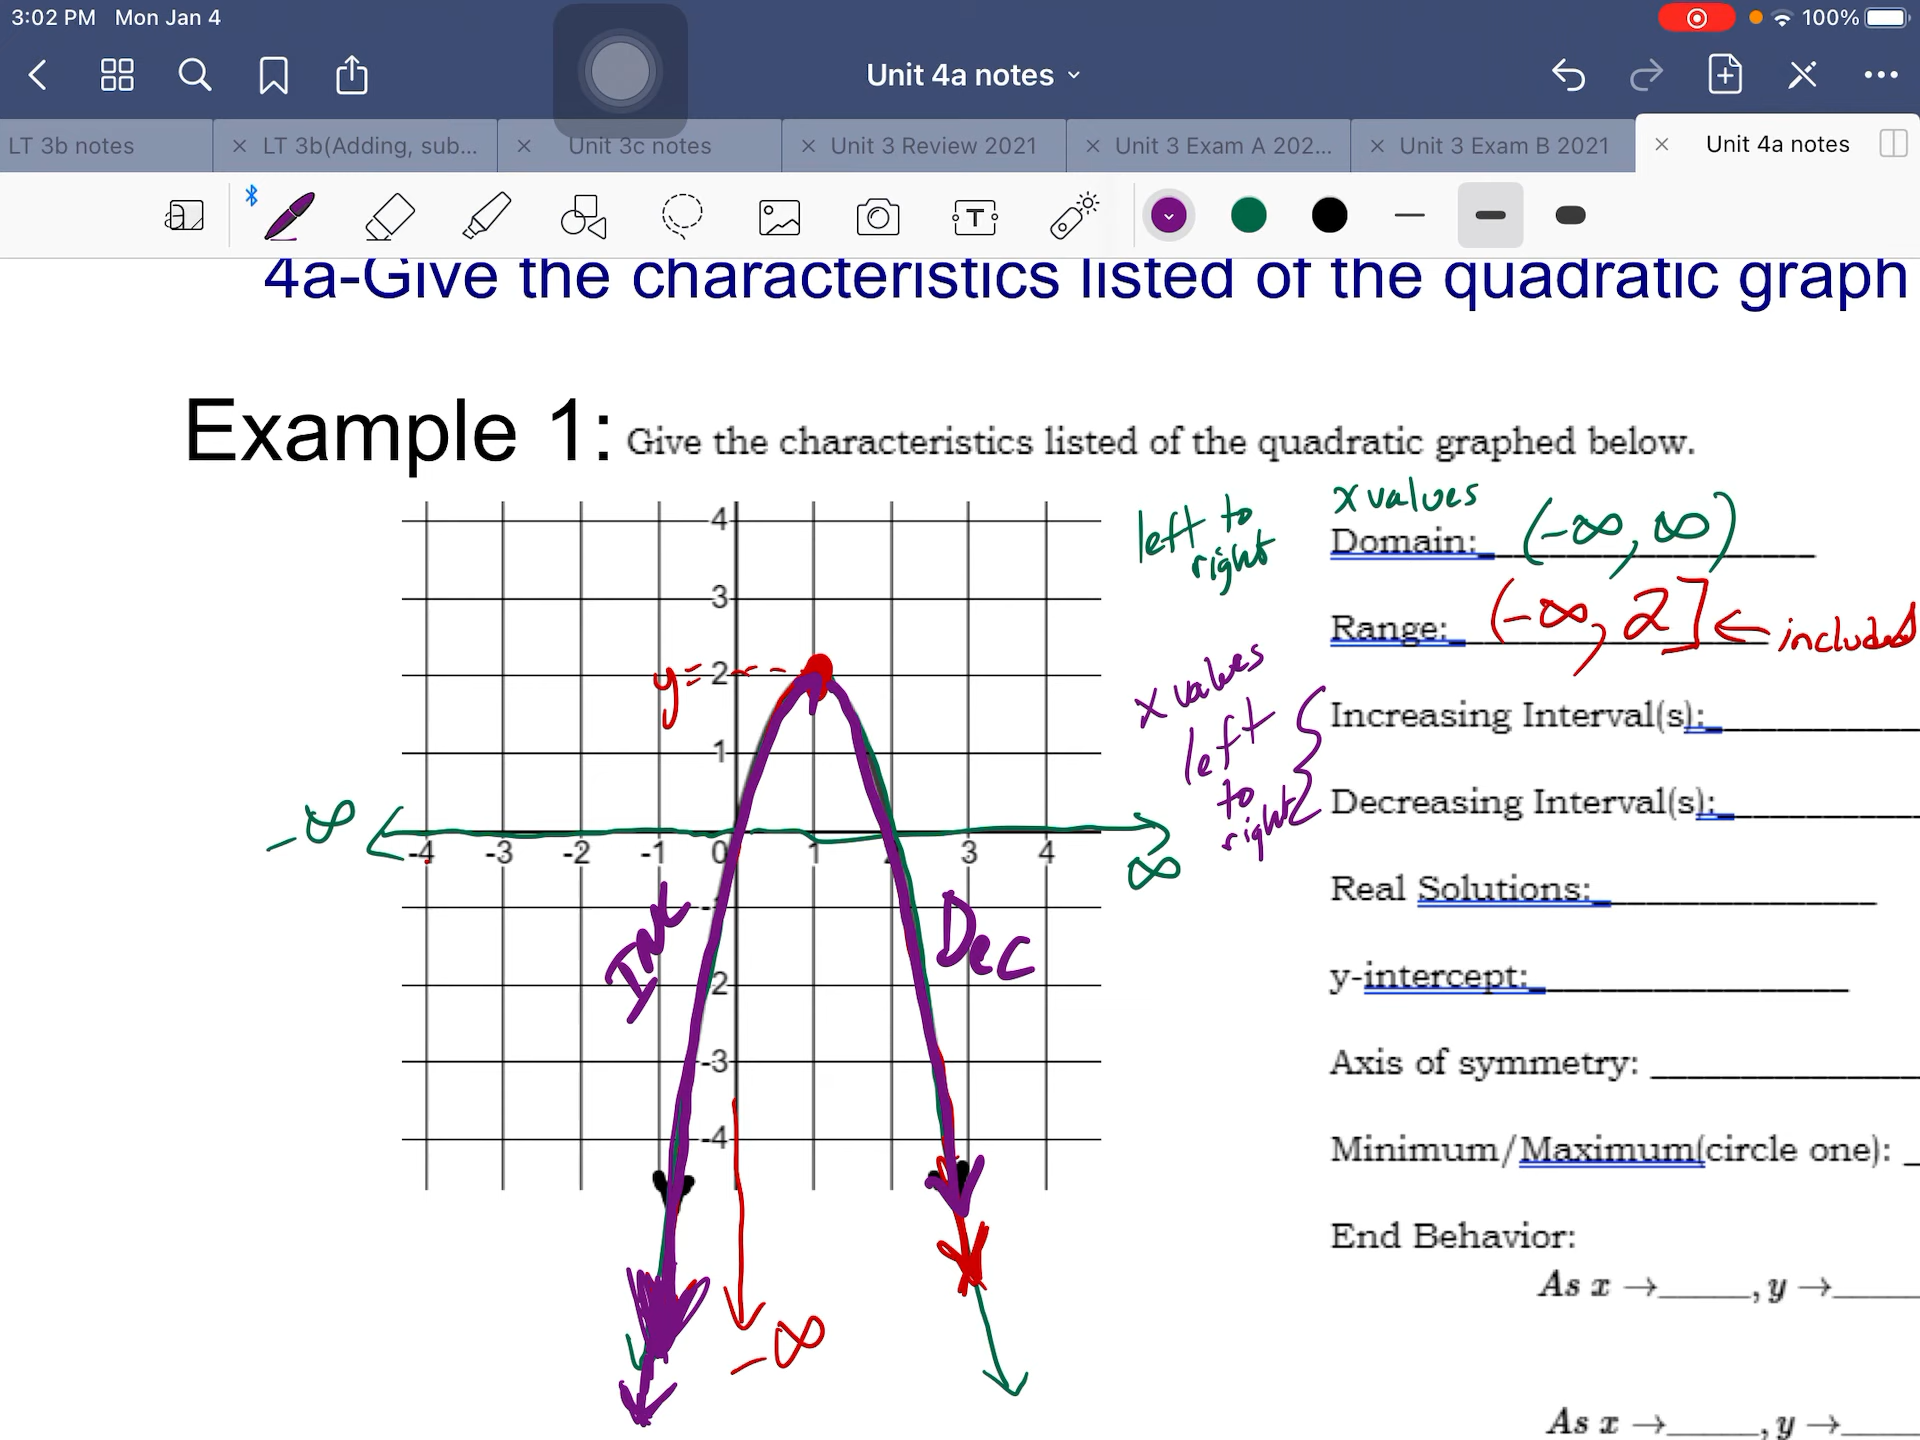 3:02 PM Mon Jan 4
100%
Unit 4a notes
LT 3b notes
LT 3b(Adding, sub...
Unit 3c notes
Unit 3 Review 2021
Unit 3 Exam A 202...
Unit 3 Exam B 2021
Unit 4a notes
4a-Give the characteristics listed of the quadratic graph
Example 1: Give the characteristics listed of the quadratic graphed below.
4
3
2
1
-4 -3 -2 -1 0 1 3 4
-2
-3
-4
y=
-∞
∞
-∞
Inc
Dec
left to
right
x values
Domain: (-∞, ∞)
Range: (-∞, 2] ← included
x values
left
to
right
Increasing Interval(s):
Decreasing Interval(s):
Real Solutions:
y-intercept:
Axis of symmetry:
Minimum/Maximum(circle one):
End Behavior:
As x →_____, y →_____
As x →_____, y →_____